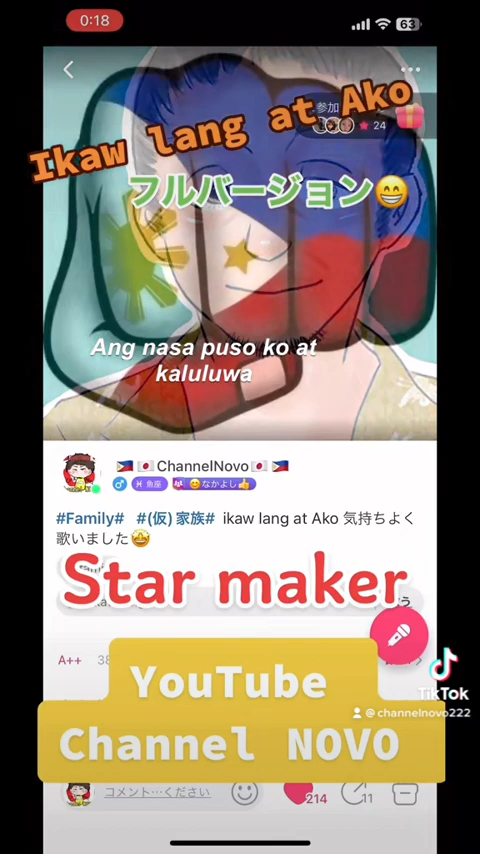 0:18
63
参加
24
Ikaw lang at Ako
フルバージョン😁
Ang nasa puso ko at
kaluluwa
🇵🇭🇯🇵ChannelNovo🇯🇵🇵🇭
魚座
😊なかよし👍
#Family# #(仮)家族# ikaw lang at Ako 気持ちよく
歌いました🤩
Star maker
う
A++ 38
YouTube
Channel NOVO
TikTok
@channelnovo222
コメント…ください
214
11